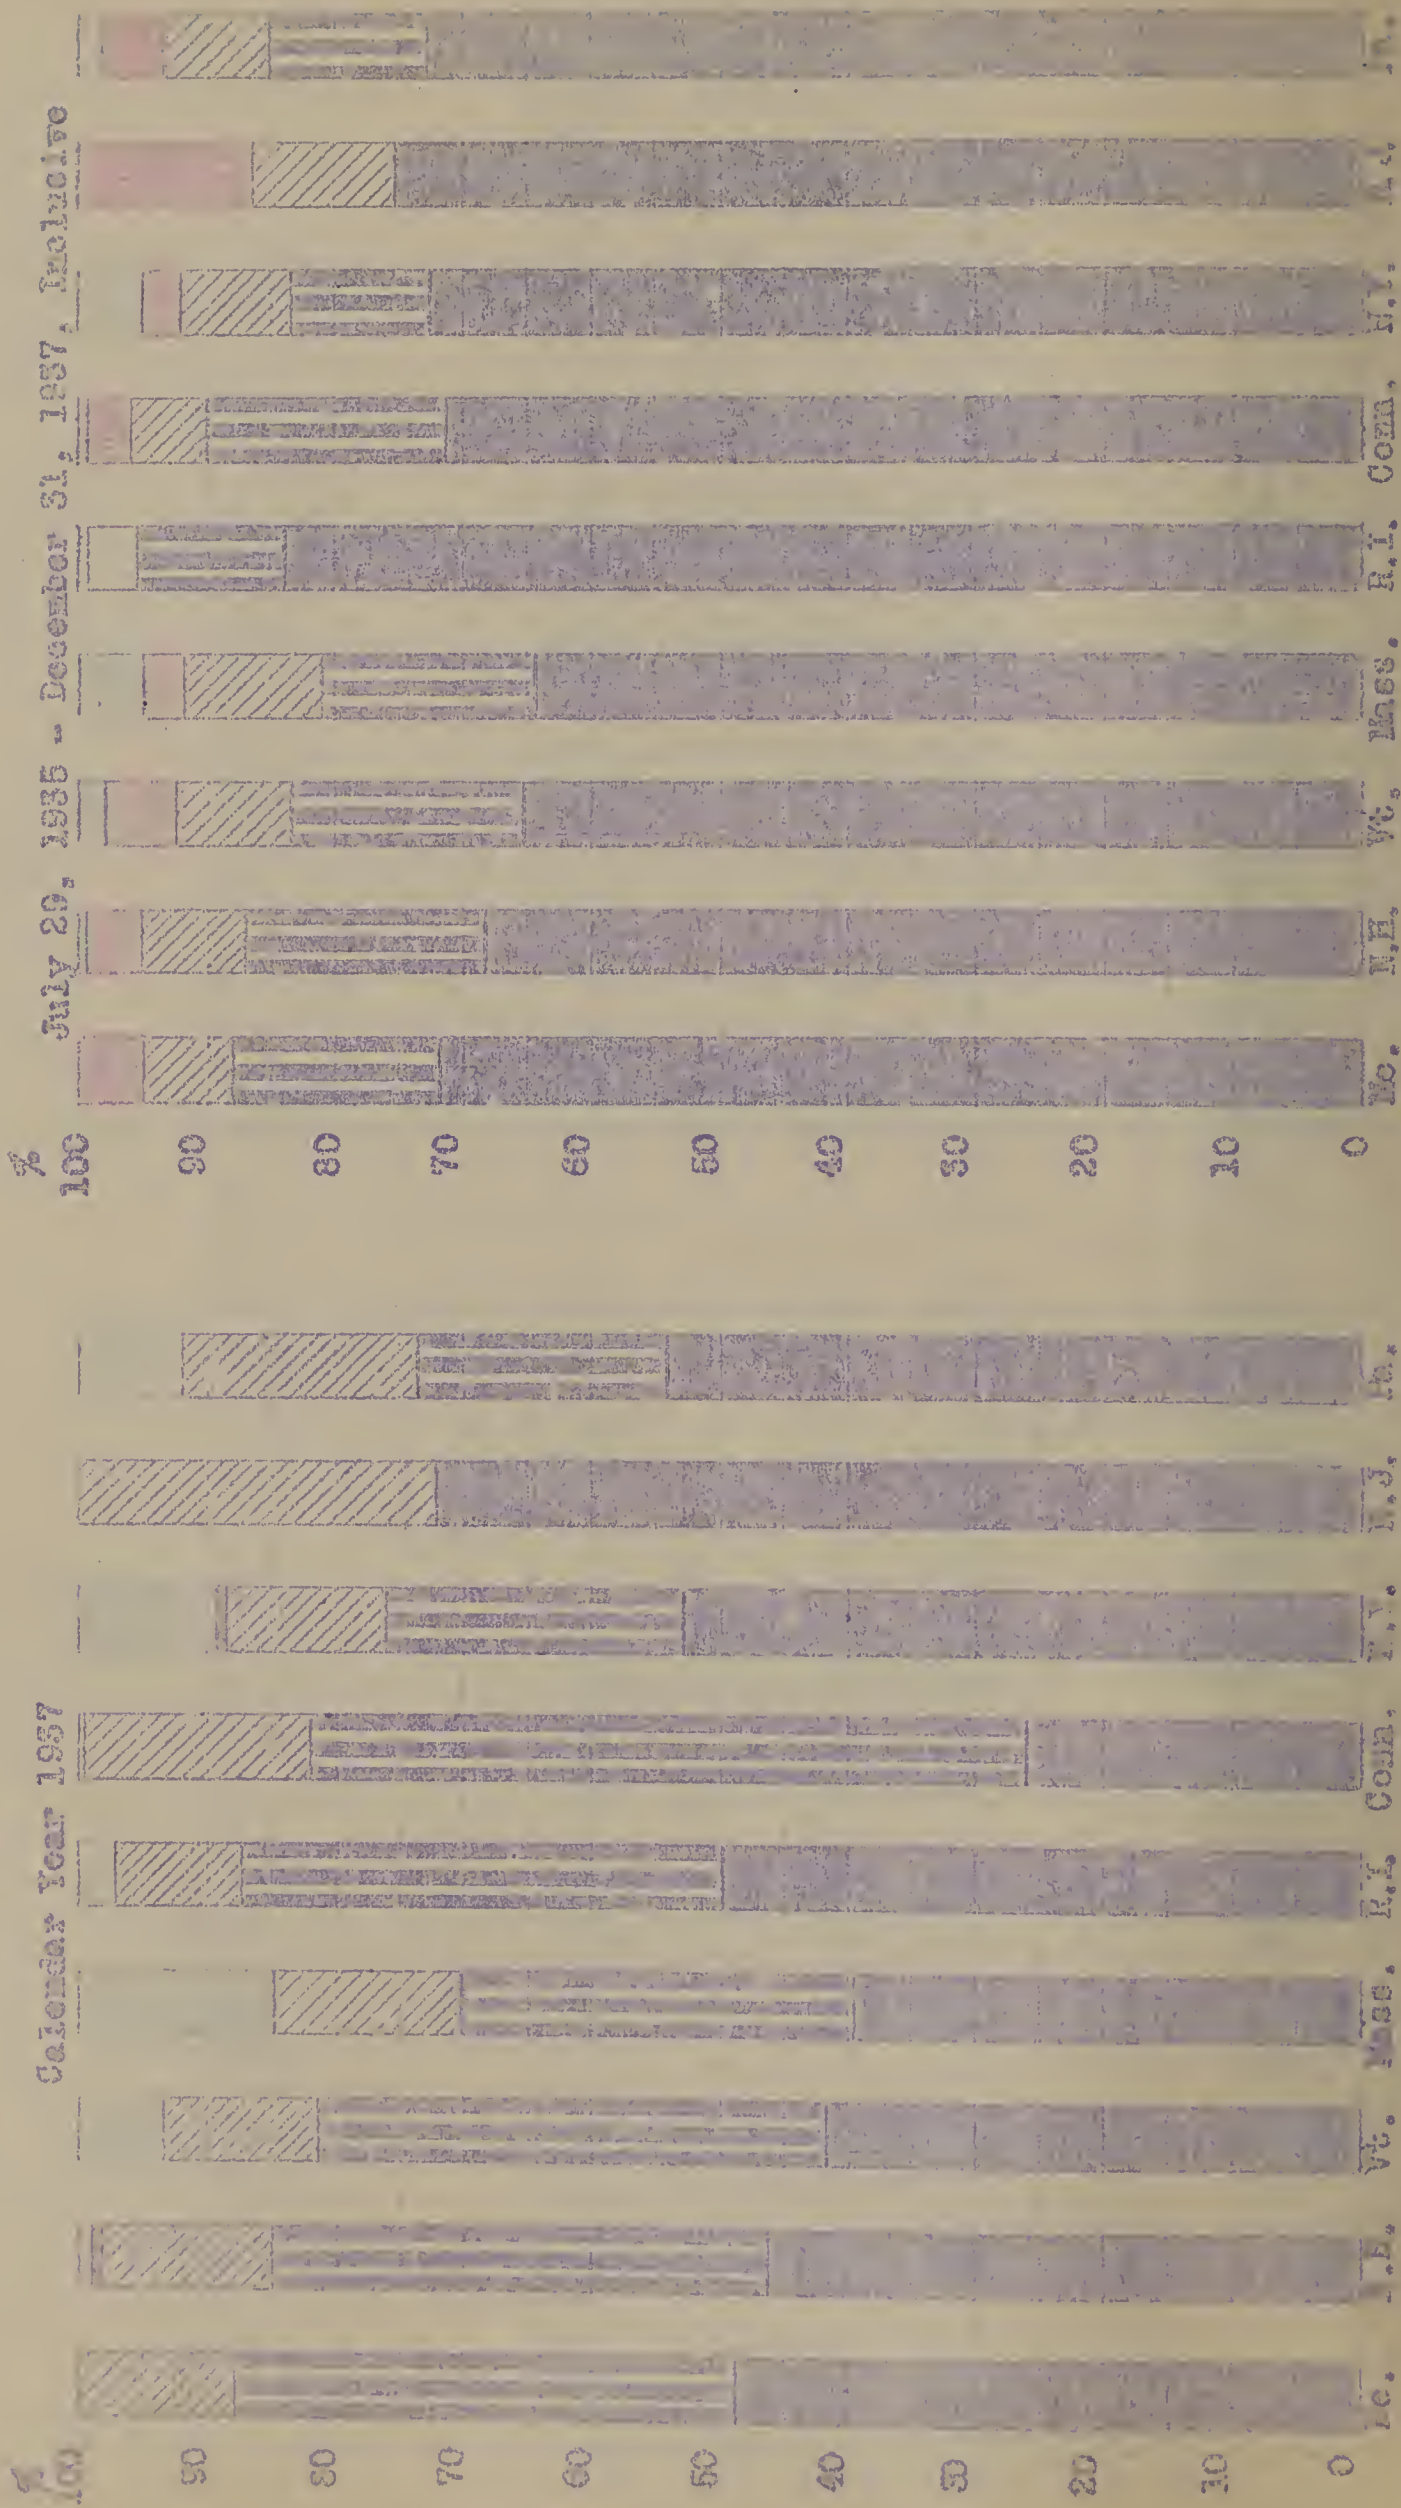 Calendar Year 1937
%
100
90
80
70
60
50
40
30
20
10
0
Me.
N.H.
Vt.
Mass.
R.I.
Conn.
N.Y.
N.J.
Pa.
July 29, 1935 - December 31, 1937, Inclusive
%
100
90
80
70
60
50
40
30
20
10
0
Me.
N.H.
Vt.
Mass.
R.I.
Conn.
N.Y.
N.J.
Pa.